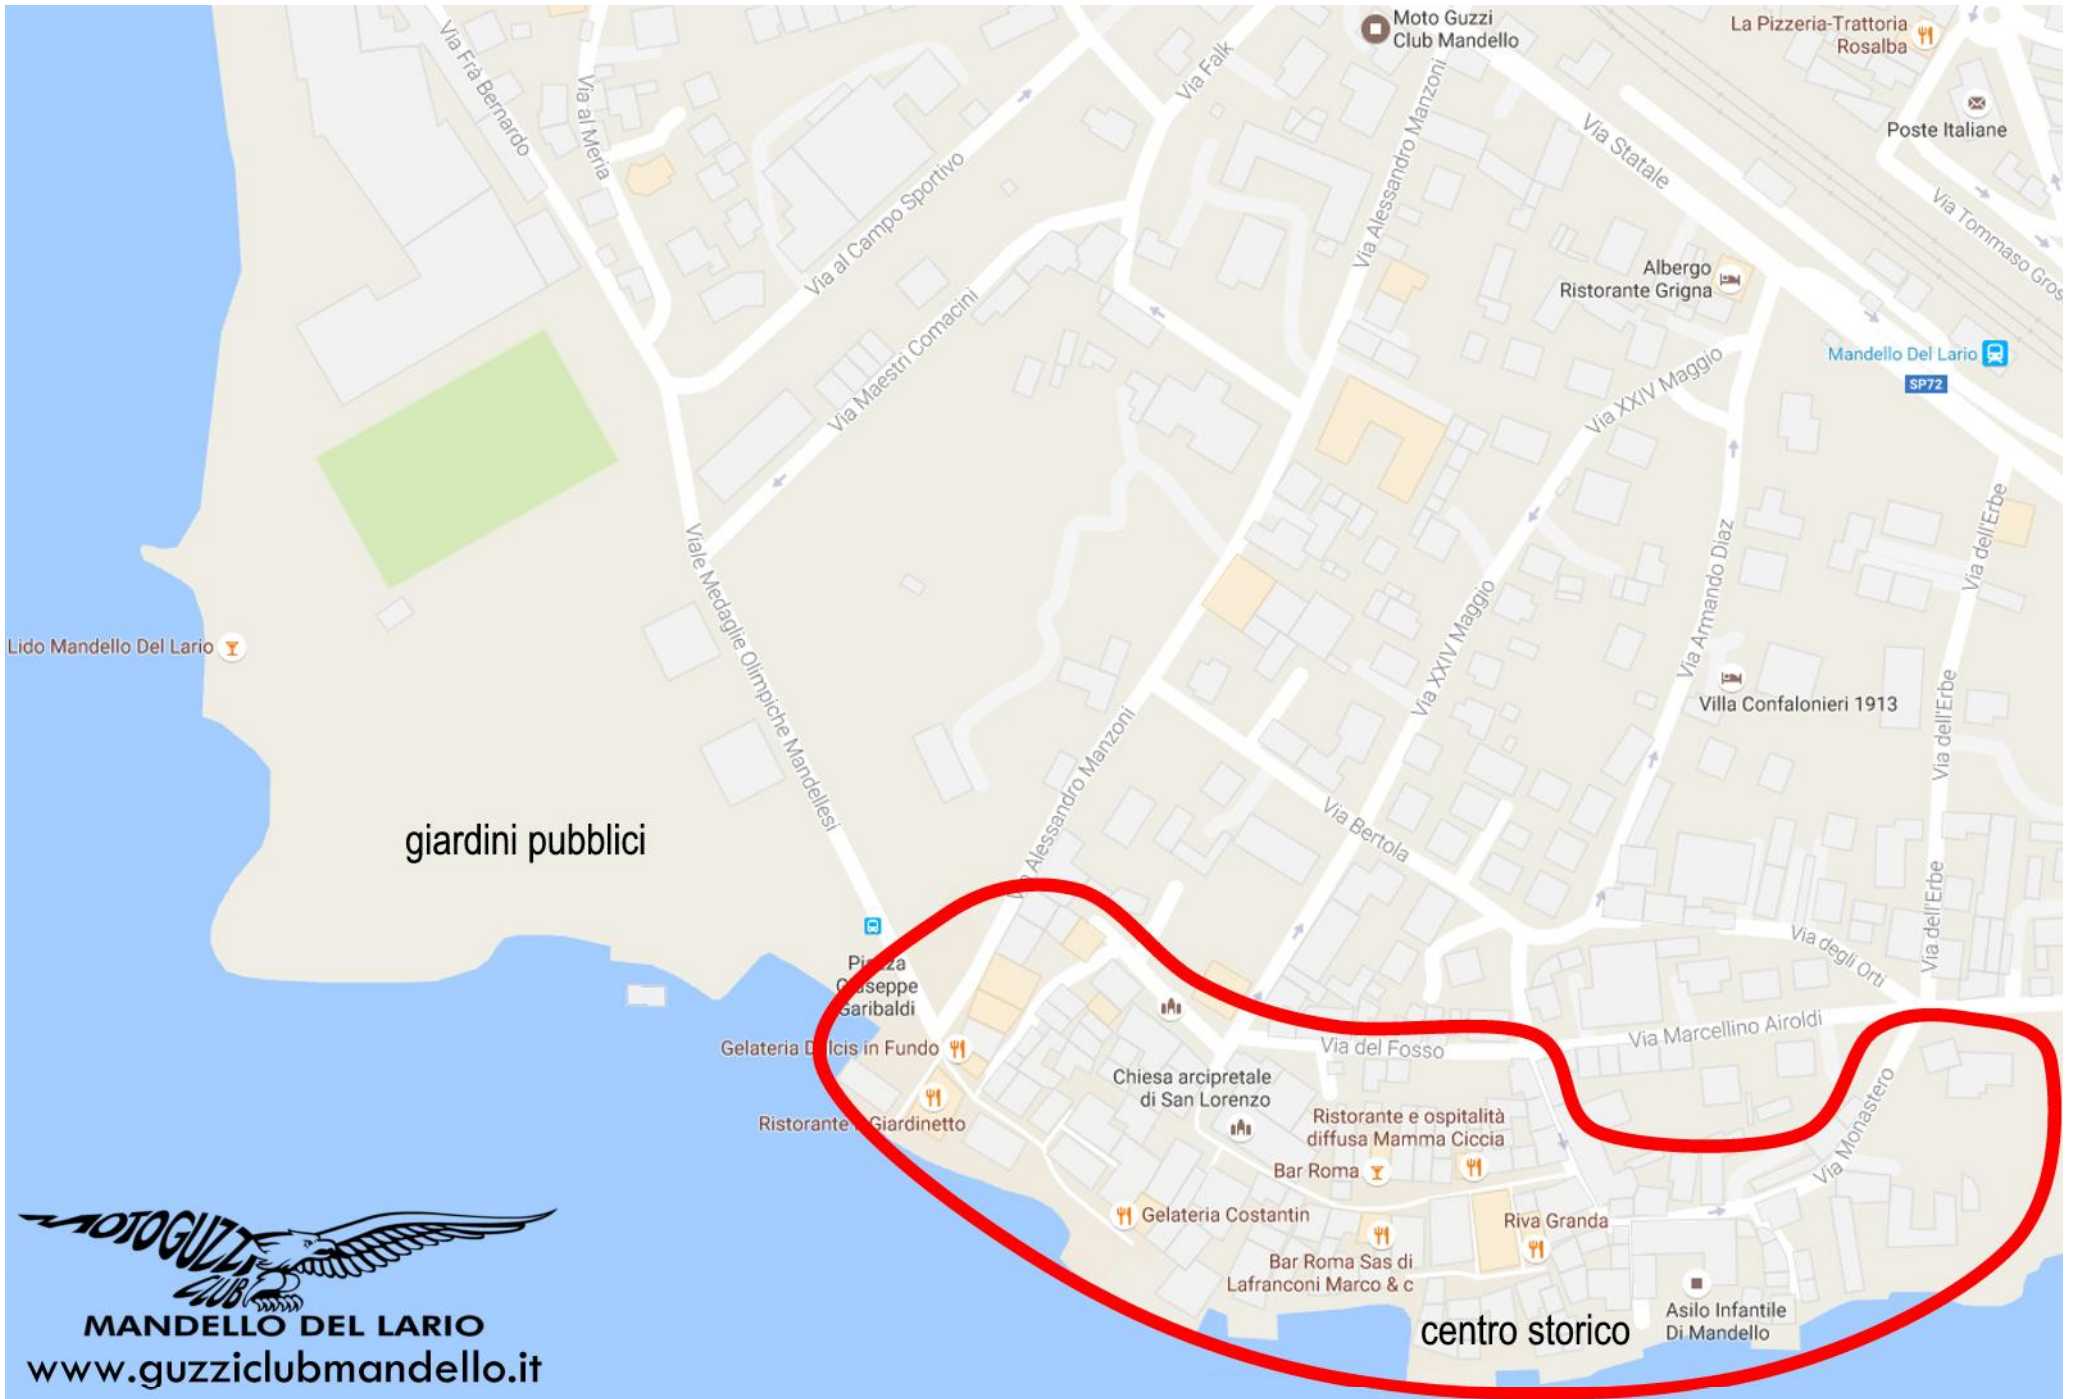 Moto Guzzi
Club Mandello
La Pizzeria-Trattoria
Rosalba
Via Frà Bernardo
Via al Meria
Via Falk
Via Alessandro Manzoni
Via Statale
Poste Italiane
Via al Campo Sportivo
Via Tommaso Gros
Albergo
Ristorante Grigna
Via Maestri Comacini
Mandello Del Lario
SP72
Via XXIV Maggio
Viale Medaglie Olimpiche Mandellesi
Via Armando Diaz
Via dell'Erbe
Lido Mandello Del Lario
Via XXIV Maggio
Villa Confalonieri 1913
Via dell'Erbe
Via Alessandro Manzoni
giardini pubblici
Via Bertola
Via dell'Erbe
Via degli Orti
Piazza
Giuseppe
Garibaldi
Gelateria Dolcis in Fundo
Via del Fosso
Via Marcellino Airoldi
Chiesa arcipretale
di San Lorenzo
Ristorante Il Giardinetto
Ristorante e ospitalità
diffusa Mamma Ciccia
Bar Roma
Via Monastero
Gelateria Costantin
Riva Granda
Bar Roma Sas di
Lafranconi Marco & c
centro storico
Asilo Infantile
Di Mandello
MOTO GUZZI
CLUB
MANDELLO DEL LARIO
www.guzziclubmandello.it